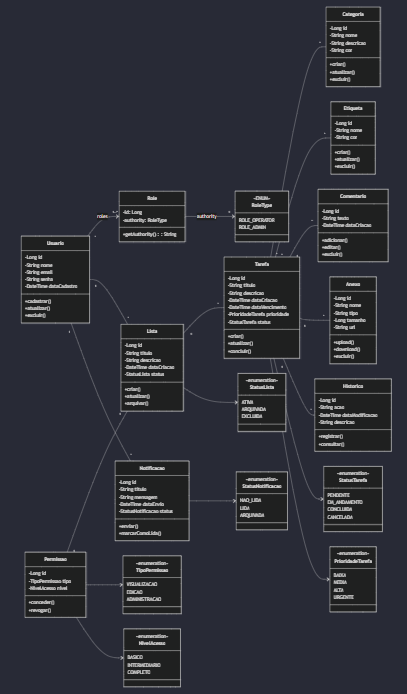 Categoria
-Long id
-String nome
-String descricao
-String cor
+criar()
+atualizar()
+excluir()
Etiqueta
-Long id
-String nome
-String cor
+criar()
+atualizar()
+excluir()
Role
-id: Long
-authority: RoleType
+getAuthority() : : String
roles
authority
-ENUM-
RoleType
ROLE_OPERATOR
ROLE_ADMIN
Comentario
-Long id
-String texto
-DateTime dataCriacao
+adicionar()
+editar()
+excluir()
Usuario
-Long id
-String nome
-String email
-String senha
-DateTime dataCadastro
+cadastrar()
+atualizar()
+excluir()
Tarefa
-Long id
-String titulo
-String descricao
-DateTime dataCriacao
-DateTime dataVencimento
-PrioridadeTarefa prioridade
-StatusTarefa status
+criar()
+atualizar()
+concluir()
Anexo
-Long id
-String nome
-String tipo
-Long tamanho
-String url
+upload()
+download()
+excluir()
Lista
-Long id
-String titulo
-String descricao
-DateTime dataCriacao
-StatusLista status
+criar()
+atualizar()
+arquivar()
-enumeration-
StatusLista
ATIVA
ARQUIVADA
EXCLUIDA
Historico
-Long id
-String acao
-DateTime dataModificacao
-String descricao
+registrar()
+consultar()
Notificacao
-Long id
-String titulo
-String mensagem
-DateTime dataEnvio
-StatusNotificacao status
+enviar()
+marcarComoLida()
-enumeration-
StatusNotificacao
NAO_LIDA
LIDA
ARQUIVADA
-enumeration-
StatusTarefa
PENDENTE
EM_ANDAMENTO
CONCLUIDA
CANCELADA
Permissao
-Long id
-TipoPermissao tipo
-NivelAcesso nivel
+conceder()
+revogar()
-enumeration-
TipoPermissao
VISUALIZACAO
EDICAO
ADMINISTRACAO
-enumeration-
PrioridadeTarefa
BAIXA
MEDIA
ALTA
URGENTE
-enumeration-
NivelAcesso
BASICO
INTERMEDIARIO
COMPLETO